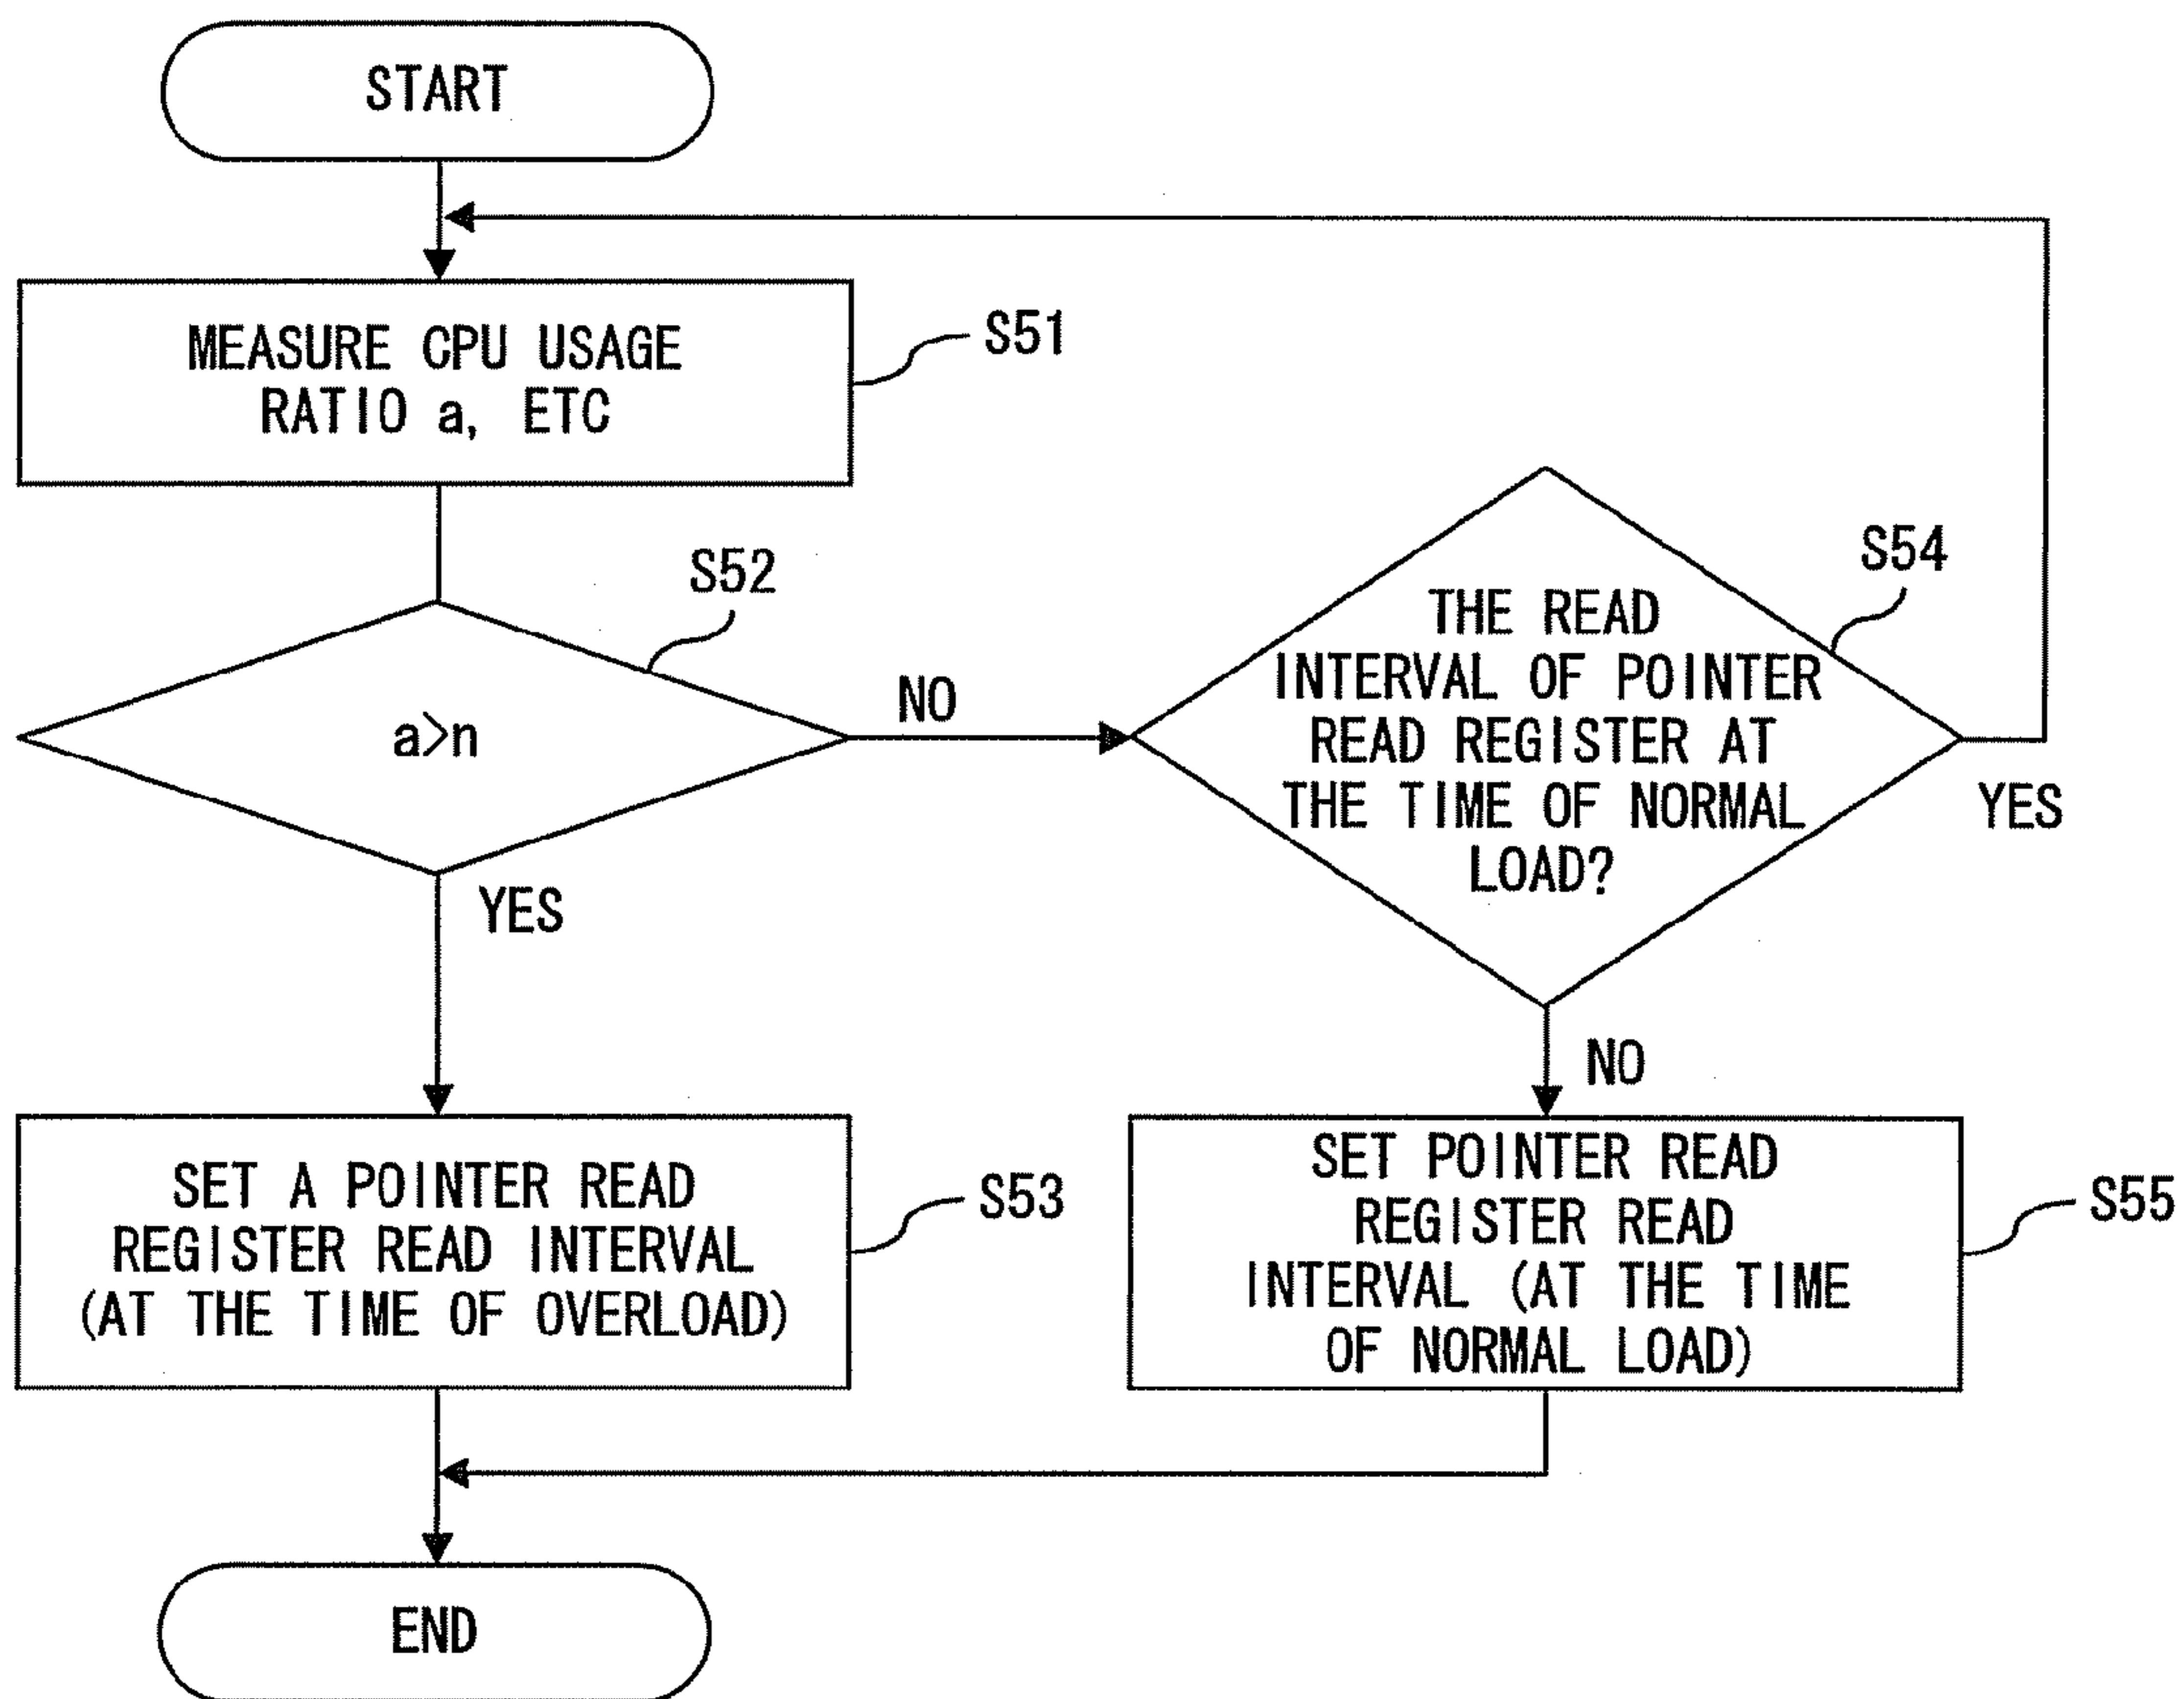 START
MEASURE CPU USAGE
RATIO a, ETC
S51
S52
a>n
NO
YES
S54
THE READ
INTERVAL OF POINTER
READ REGISTER AT
THE TIME OF NORMAL
LOAD?
YES
NO
SET A POINTER READ
REGISTER READ INTERVAL
(AT THE TIME OF OVERLOAD)
S53
SET POINTER READ
REGISTER READ
INTERVAL (AT THE TIME
OF NORMAL LOAD)
S55
END